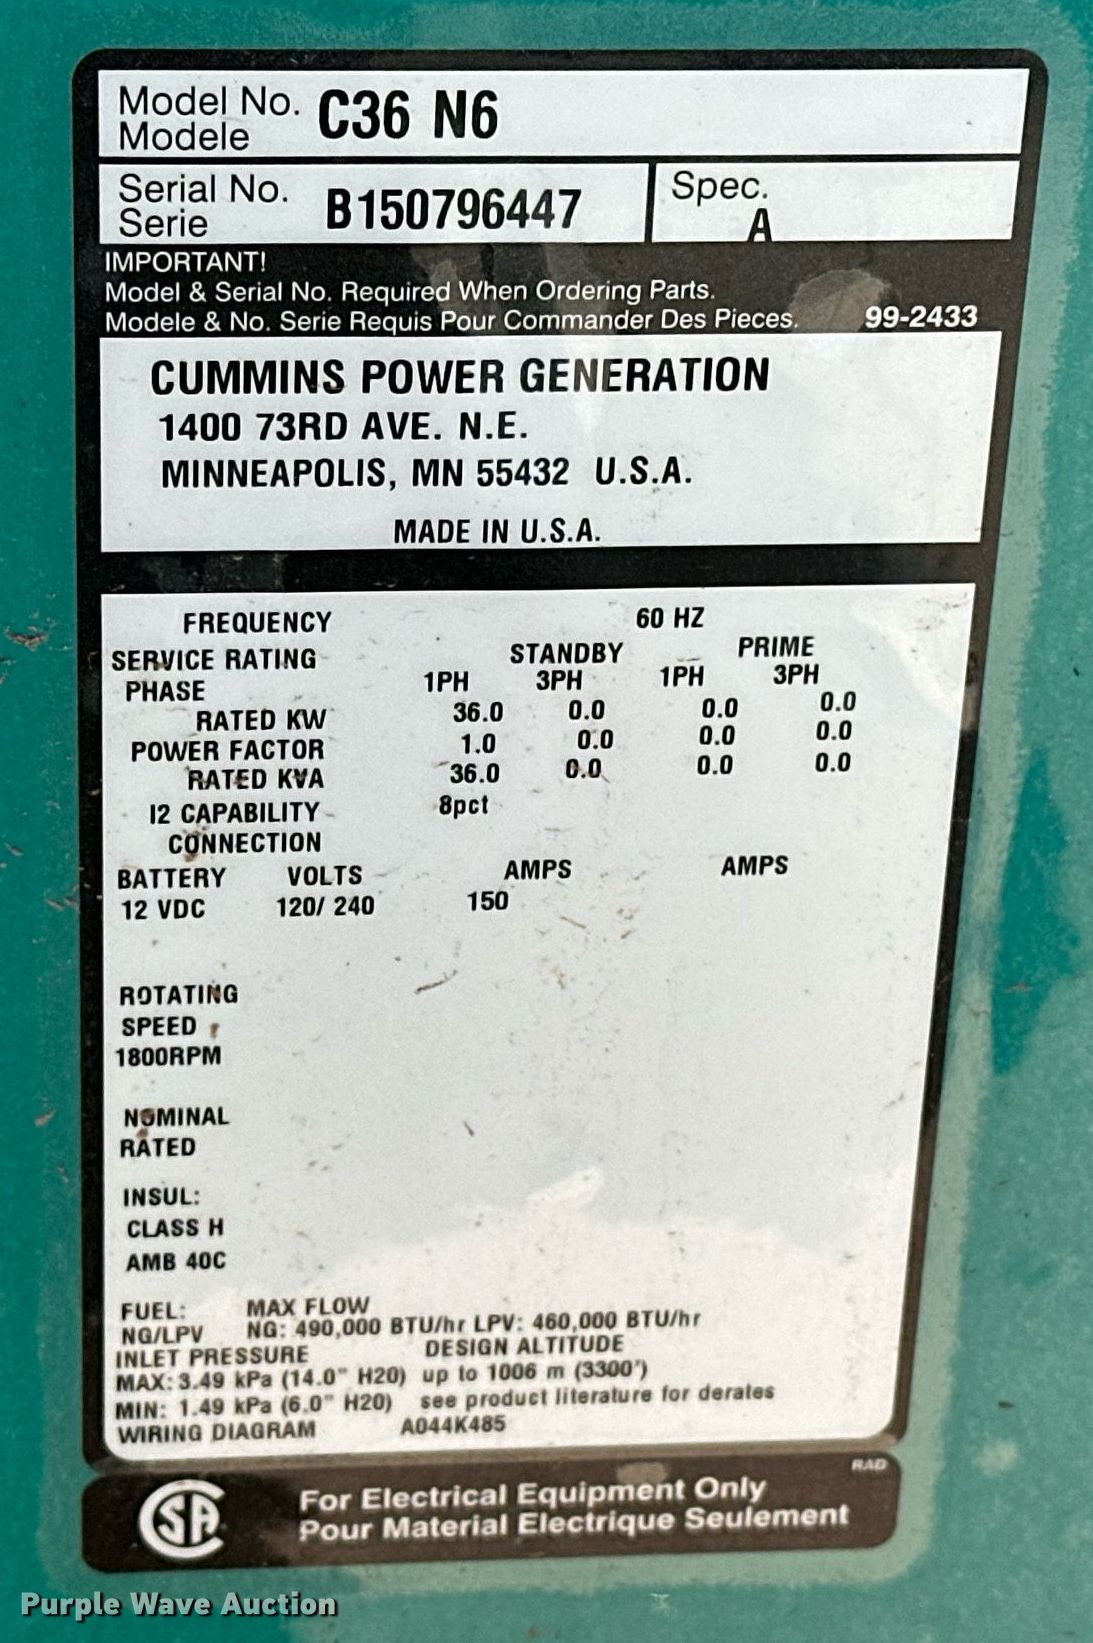 Model No. C36 N6
Modele
Serial No. B150796447 Spec.
Serie A
IMPORTANT!
Model & Serial No. Required When Ordering Parts.
Modele & No. Serie Requis Pour Commander Des Pieces. 99-2433
CUMMINS POWER GENERATION
1400 73RD AVE. N.E.
MINNEAPOLIS, MN 55432 U.S.A.
MADE IN U.S.A.
FREQUENCY 60 HZ
SERVICE RATING STANDBY PRIME
PHASE 1PH 3PH 1PH 3PH
RATED KW 36.0 0.0 0.0 0.0
POWER FACTOR 1.0 0.0 0.0 0.0
RATED KVA 36.0 0.0 0.0 0.0
I2 CAPABILITY 8pct
CONNECTION
BATTERY VOLTS AMPS AMPS
12 VDC 120/ 240 150
ROTATING
SPEED
1800RPM
NOMINAL
RATED
INSUL:
CLASS H
AMB 40C
FUEL: MAX FLOW
NG/LPV NG: 490,000 BTU/hr LPV: 460,000 BTU/hr
INLET PRESSURE DESIGN ALTITUDE
MAX: 3.49 kPa (14.0" H20) up to 1006 m (3300')
MIN: 1.49 kPa (6.0" H20) see product literature for derates
WIRING DIAGRAM A044K485
RAD
CSA For Electrical Equipment Only
Pour Material Electrique Seulement
Purple Wave Auction